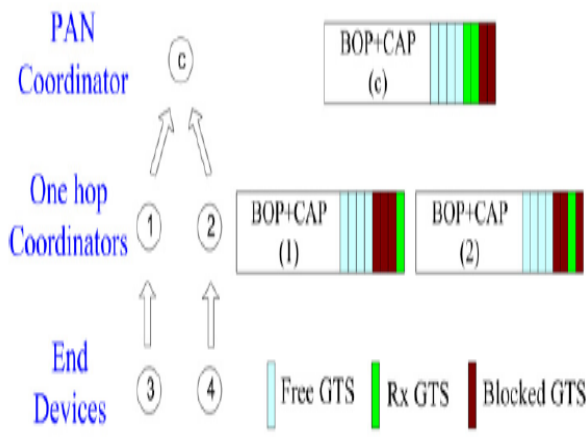 PAN
Coordinator
c
BOP+CAP
(c)
One hop
Coordinators
1
2
BOP+CAP
(1)
BOP+CAP
(2)
End
Devices
3
4
Free GTS
Rx GTS
Blocked GTS